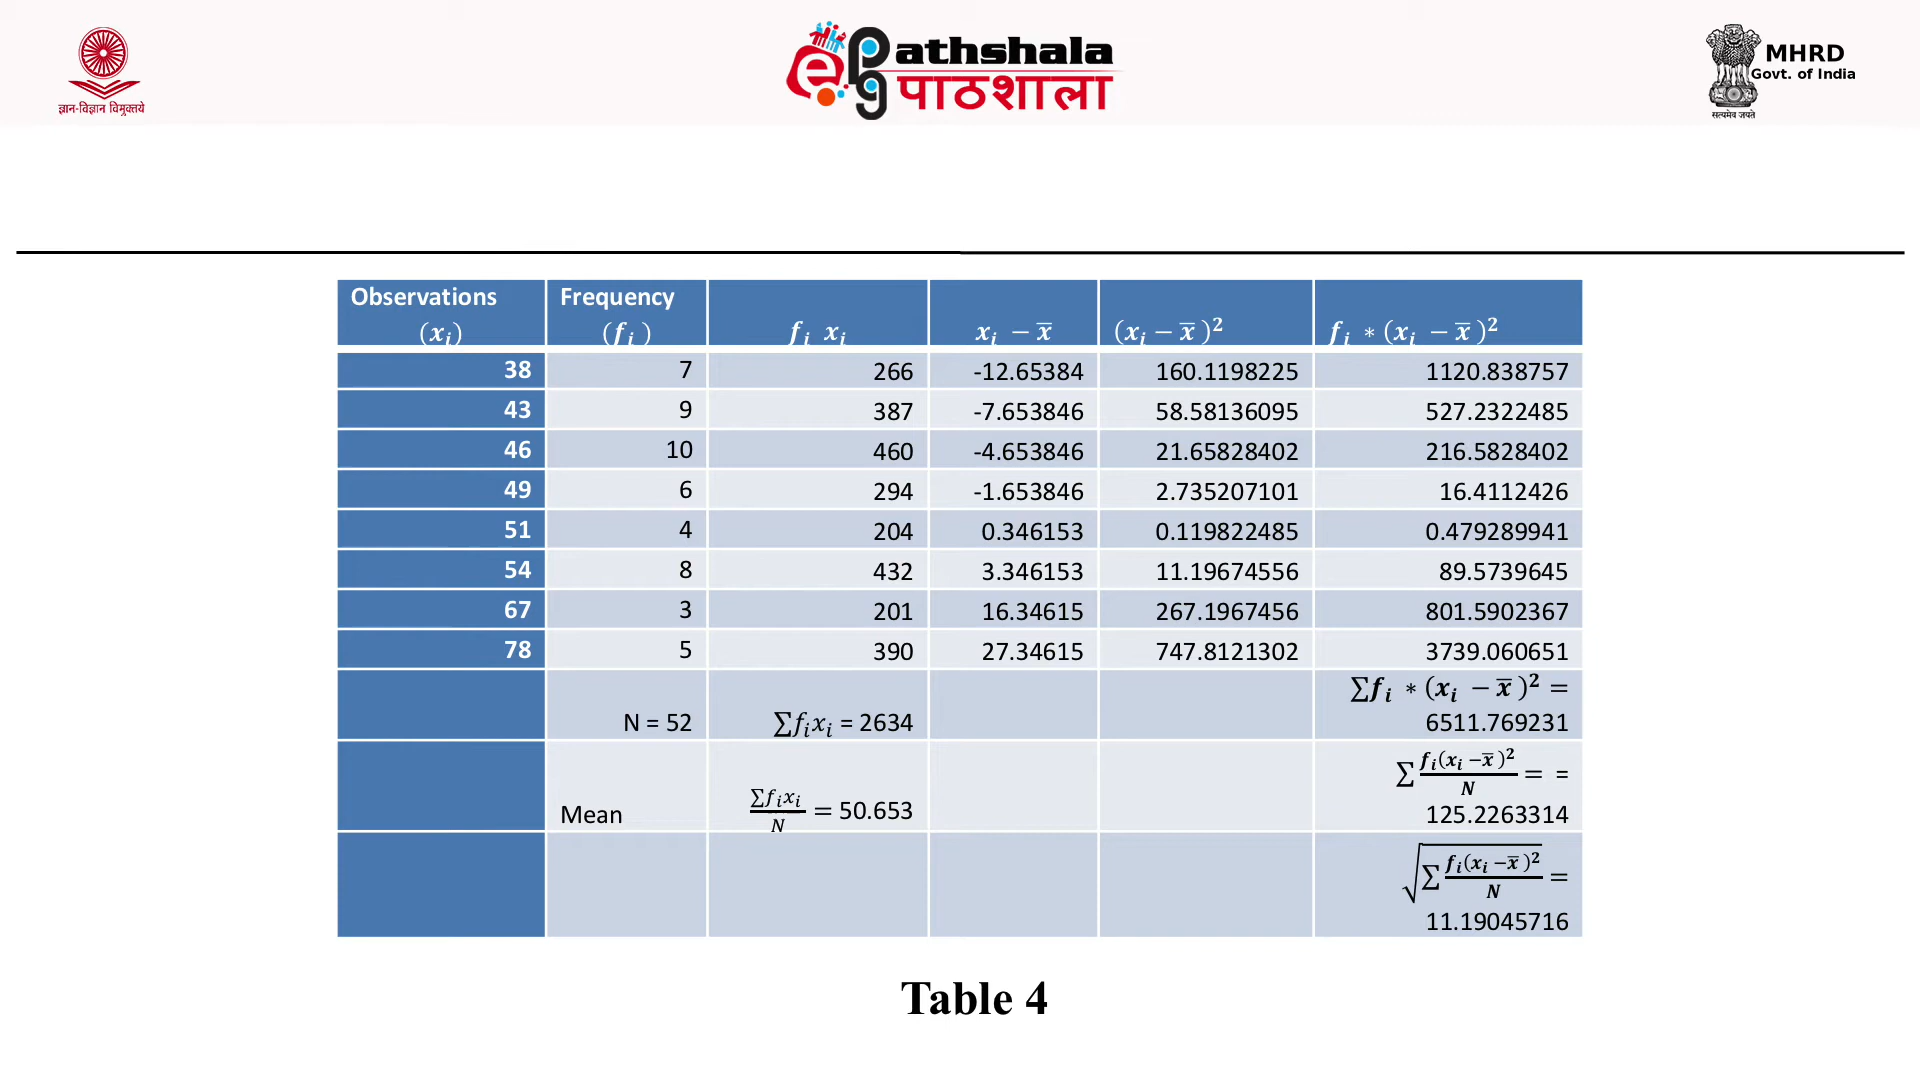 ज्ञान-विज्ञान विमुक्तये
e pg athshala
पाठशाला
MHRD
Govt. of India
सत्यमेव जयते
Observations (xᵢ) Frequency (fᵢ ) fᵢ xᵢ xᵢ − x̅ (xᵢ − x̅ )² fᵢ ∗ (xᵢ − x̅ )²
38 7 266 -12.65384 160.1198225 1120.838757
43 9 387 -7.653846 58.58136095 527.2322485
46 10 460 -4.653846 21.65828402 216.5828402
49 6 294 -1.653846 2.735207101 16.4112426
51 4 204 0.346153 0.119822485 0.479289941
54 8 432 3.346153 11.19674556 89.5739645
67 3 201 16.34615 267.1967456 801.5902367
78 5 390 27.34615 747.8121302 3739.060651
N = 52 ∑fᵢxᵢ = 2634 ∑fᵢ ∗ (xᵢ − x̅ )² = 6511.769231
Mean ∑fᵢxᵢ / N = 50.653 ∑ fᵢ(xᵢ −x̅ )² / N = = 125.2263314
√∑ fᵢ(xᵢ −x̅ )² / N = 11.19045716
Table 4